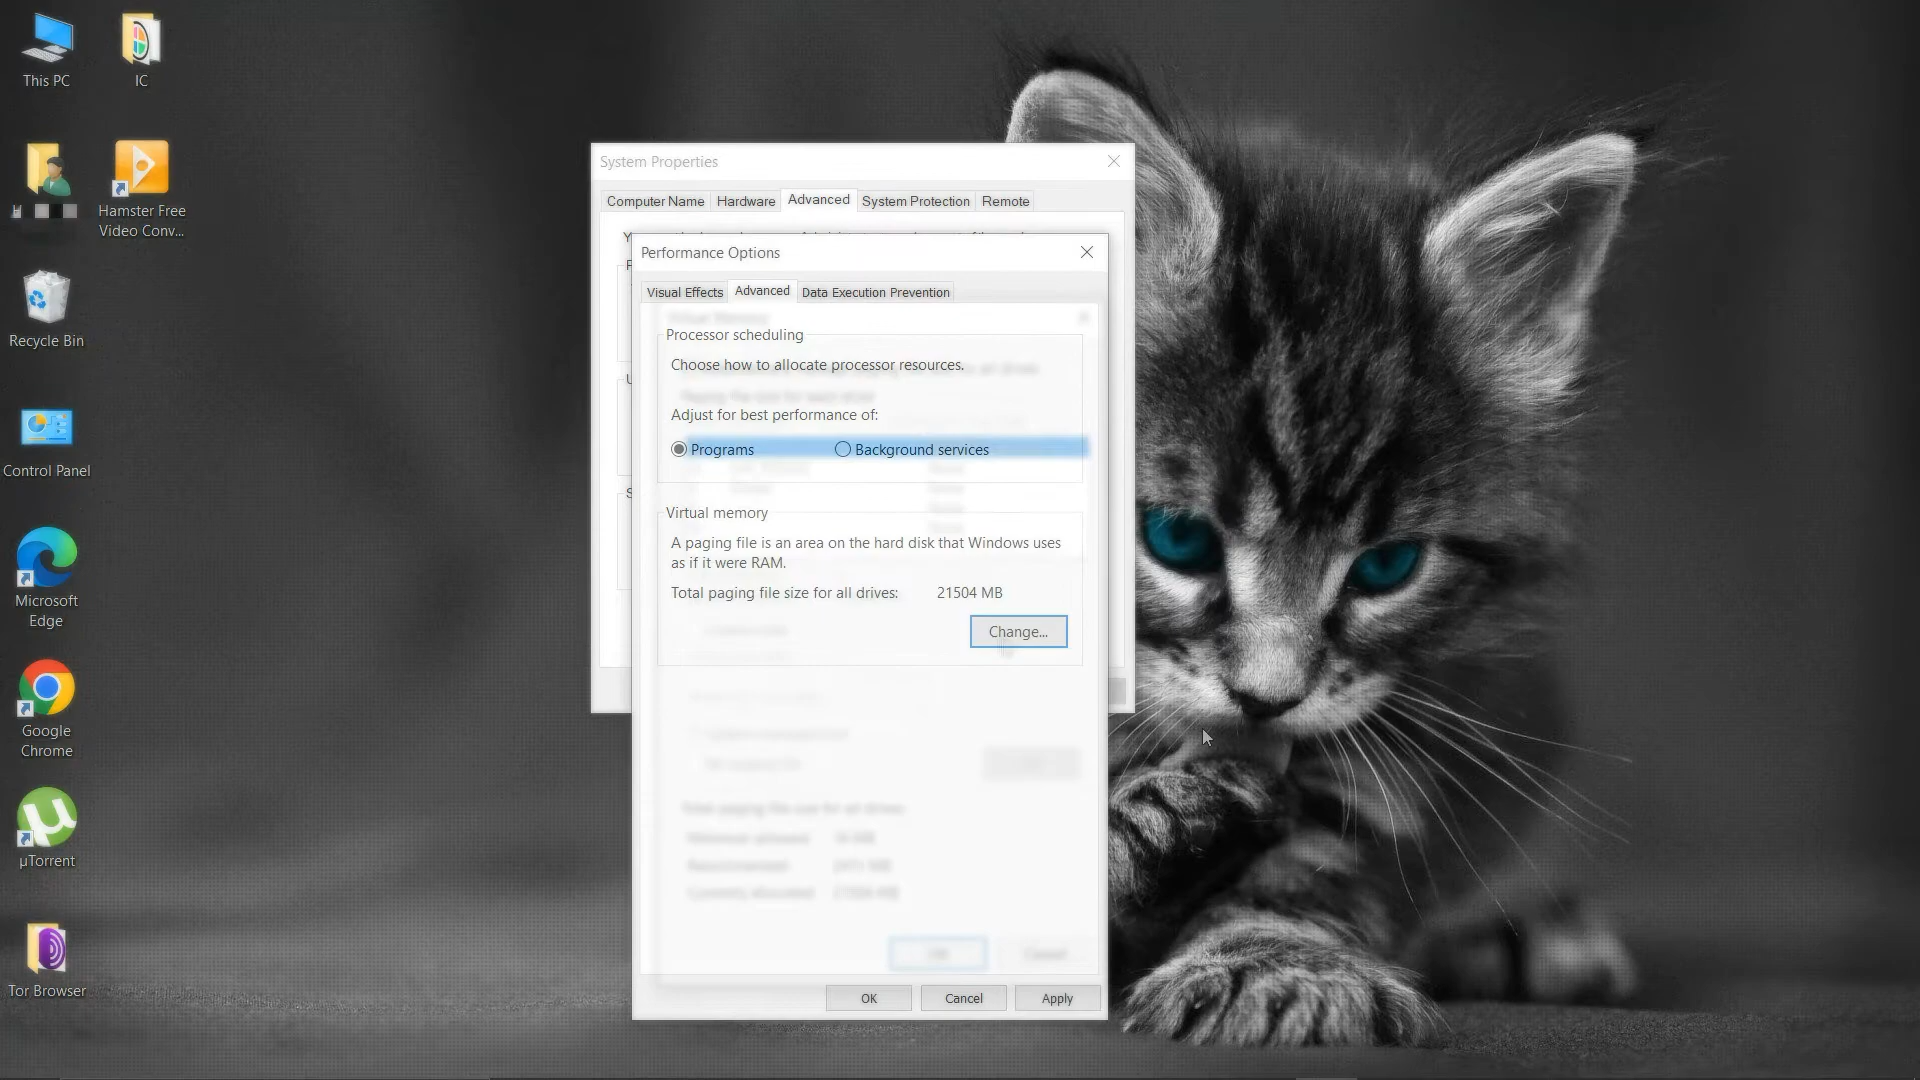 This PC
IC
Hamster Free
Video Conv...
Recycle Bin
Control Panel
Microsoft
Edge
Google
Chrome
µTorrent
Tor Browser
System Properties
Computer Name
Hardware
Advanced
System Protection
Remote
Performance Options
Visual Effects
Advanced
Data Execution Prevention
Processor scheduling
Choose how to allocate processor resources.
Adjust for best performance of:
Programs
Background services
Virtual memory
A paging file is an area on the hard disk that Windows uses
as if it were RAM.
Total paging file size for all drives:
21504 MB
Change...
OK
Cancel
Apply